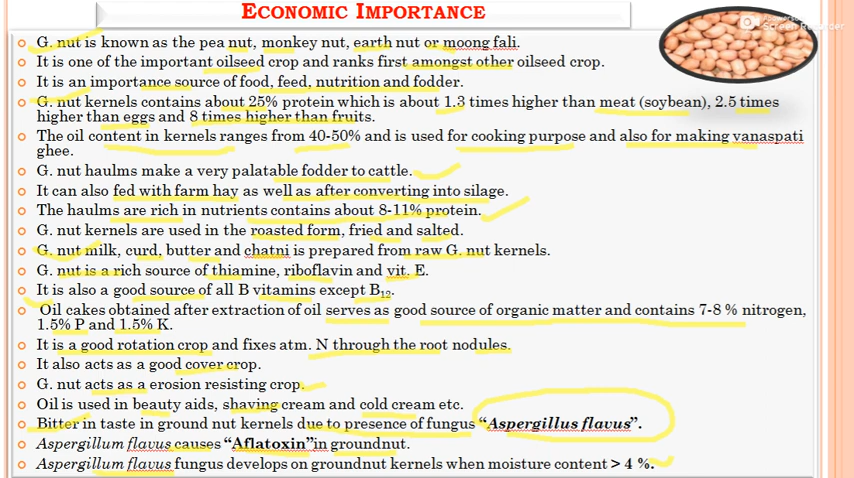 ECONOMIC IMPORTANCE
G. nut is known as the pea nut, monkey nut, earth nut or moong fali.
It is one of the important oilseed crop and ranks first amongst other oilseed crop.
It is an importance source of food, feed, nutrition and fodder.
G. nut kernels contains about 25% protein which is about 1.3 times higher than meat (soybean), 2.5 times
higher than eggs and 8 times higher than fruits.
The oil content in kernels ranges from 40-50% and is used for cooking purpose and also for making vanaspati
ghee.
G. nut haulms make a very palatable fodder to cattle.
It can also fed with farm hay as well as after converting into silage.
The haulms are rich in nutrients contains about 8-11% protein.
G. nut kernels are used in the roasted form, fried and salted.
G. nut milk, curd, butter and chatni is prepared from raw G. nut kernels.
G. nut is a rich source of thiamine, riboflavin and vit. E.
It is also a good source of all B vitamins except B12.
Oil cakes obtained after extraction of oil serves as good source of organic matter and contains 7-8 % nitrogen,
1.5% P and 1.5% K.
It is a good rotation crop and fixes atm. N through the root nodules.
It also acts as a good cover crop.
G. nut acts as a erosion resisting crop.
Oil is used in beauty aids, shaving cream and cold cream etc.
Bitter in taste in ground nut kernels due to presence of fungus “Aspergillus flavus”.
Aspergillum flavus causes “Aflatoxin”in groundnut.
Aspergillum flavus fungus develops on groundnut kernels when moisture content > 4 %.
Screen Recorder